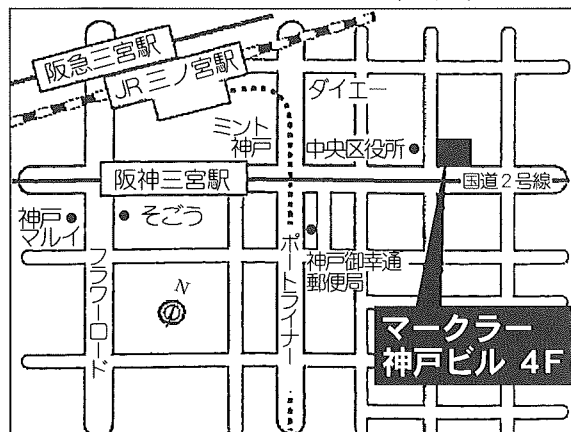 阪急三宮駅
JR 三ノ宮駅
ダイエー
ミント
神戸
中央区役所
阪神三宮駅
国道2号線
神戸
マルイ
そごう
神戸御幸通
郵便局
フラワーロード
ポートライナー
N
マークラー
神戸ビル 4F